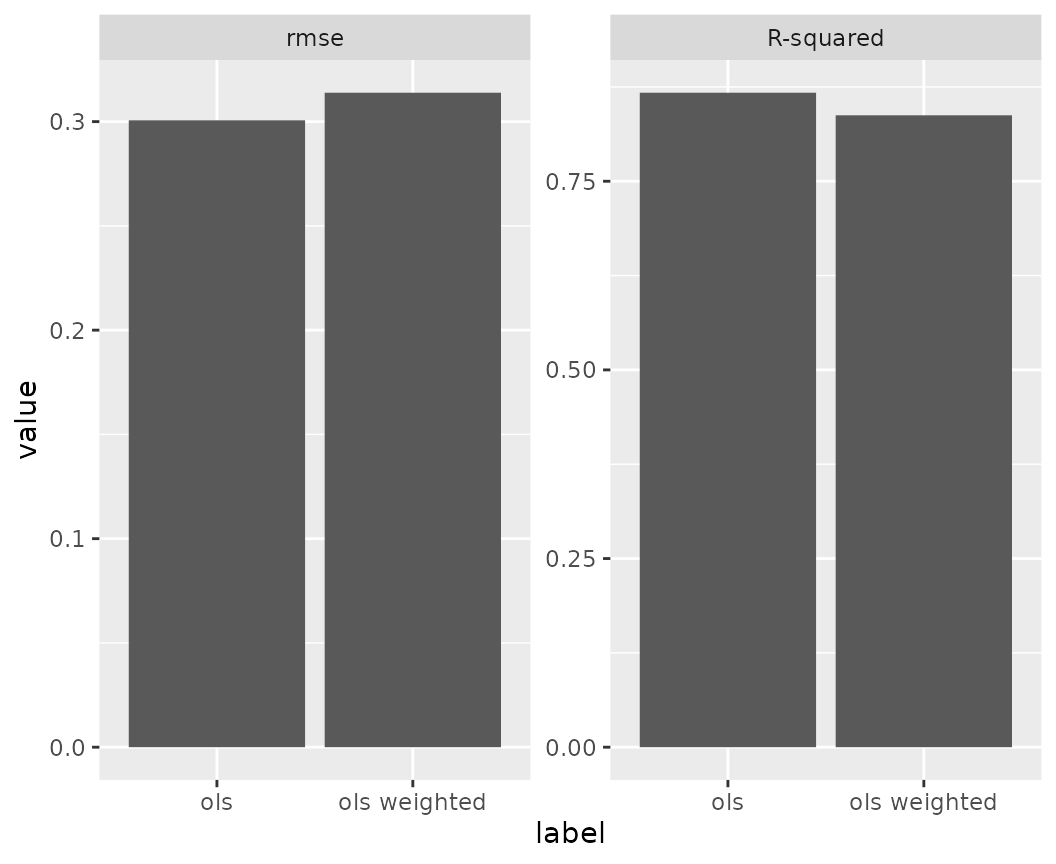 rmse
R-squared
value
0.3
0.2
0.1
0.0
0.75
0.50
0.25
0.00
ols
ols weighted
ols
ols weighted
label